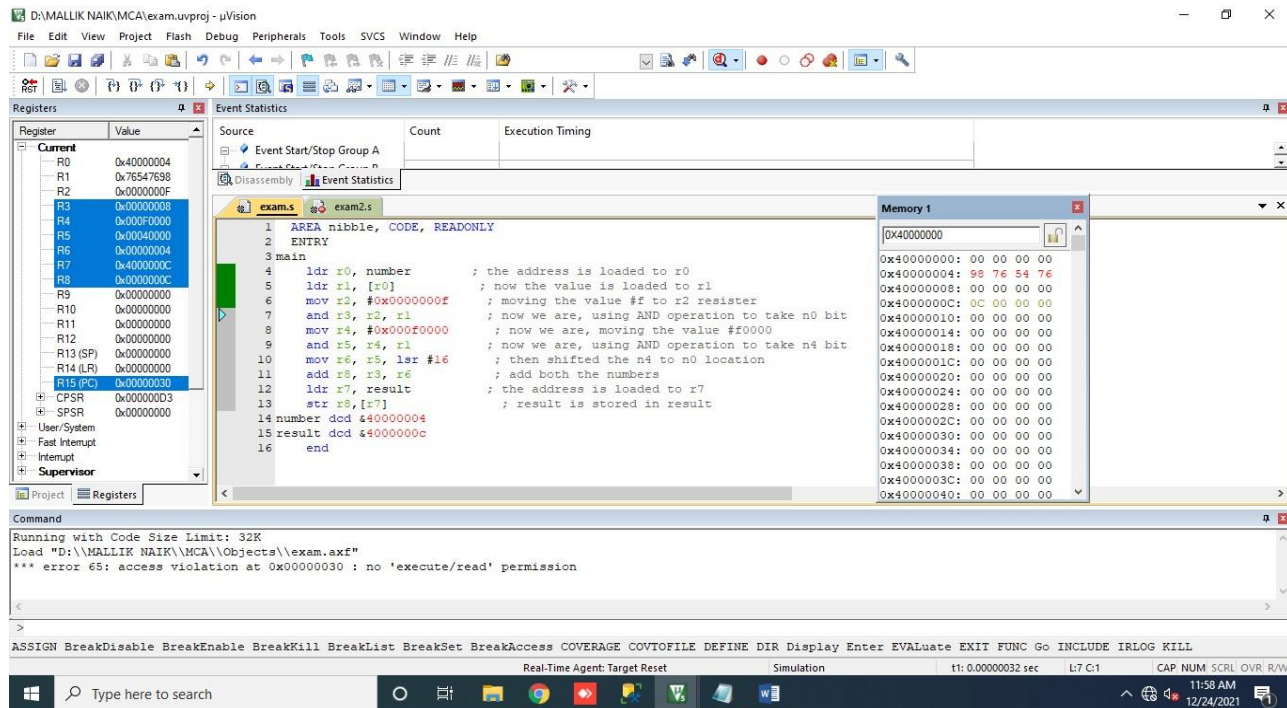 D:\MALLIK NAIK\MCA\exam.uvproj - µVision
File Edit View Project Flash Debug Peripherals Tools SVCS Window Help
Registers
Event Statistics
Register Value
Current
R0 0x40000004
R1 0x76547698
R2 0x0000000F
R3 0x00000008
R4 0x000F0000
R5 0x00040000
R6 0x00000004
R7 0x4000000C
R8 0x0000000C
R9 0x00000000
R10 0x00000000
R11 0x00000000
R12 0x00000000
R13 (SP) 0x00000000
R14 (LR) 0x00000000
R15 (PC) 0x00000030
CPSR 0x000000D3
SPSR 0x00000000
User/System
Fast Interrupt
Interrupt
Supervisor
Project Registers
Source Count Execution Timing
Event Start/Stop Group A
Disassembly Event Statistics
exam.s exam2.s
1 AREA nibble, CODE, READONLY
2 ENTRY
3 main
4 ldr r0, number ; the address is loaded to r0
5 ldr r1, [r0] ; now the value is loaded to r1
6 mov r2, #0x0000000f ; moving the value #f to r2 resister
7 and r3, r2, r1 ; now we are, using AND operation to take n0 bit
8 mov r4, #0x000f0000 ; now we are, moving the value #f0000
9 and r5, r4, r1 ; now we are, using AND operation to take n4 bit
10 mov r6, r5, lsr #16 ; then shifted the n4 to n0 location
11 add r8, r3, r6 ; add both the numbers
12 ldr r7, result ; the address is loaded to r7
13 str r8,[r7] ; result is stored in result
14 number dcd &40000004
15 result dcd &4000000c
16 end
Memory 1
0X40000000
0x40000000: 00 00 00 00
0x40000004: 98 76 54 76
0x40000008: 00 00 00 00
0x4000000C: 0C 00 00 00
0x40000010: 00 00 00 00
0x40000014: 00 00 00 00
0x40000018: 00 00 00 00
0x4000001C: 00 00 00 00
0x40000020: 00 00 00 00
0x40000024: 00 00 00 00
0x40000028: 00 00 00 00
0x4000002C: 00 00 00 00
0x40000030: 00 00 00 00
0x40000034: 00 00 00 00
0x40000038: 00 00 00 00
0x4000003C: 00 00 00 00
0x40000040: 00 00 00 00
Command
Running with Code Size Limit: 32K
Load "D:\\MALLIK NAIK\\MCA\\Objects\\exam.axf"
*** error 65: access violation at 0x00000030 : no 'execute/read' permission
>
ASSIGN BreakDisable BreakEnable BreakKill BreakList BreakSet BreakAccess COVERAGE COVTOFILE DEFINE DIR Display Enter EVALuate EXIT FUNC Go INCLUDE IRLOG KILL
Real-Time Agent: Target Reset Simulation t1: 0.00000032 sec L:7 C:1 CAP NUM SCRL OVR R/W
Type here to search
11:58 AM
12/24/2021